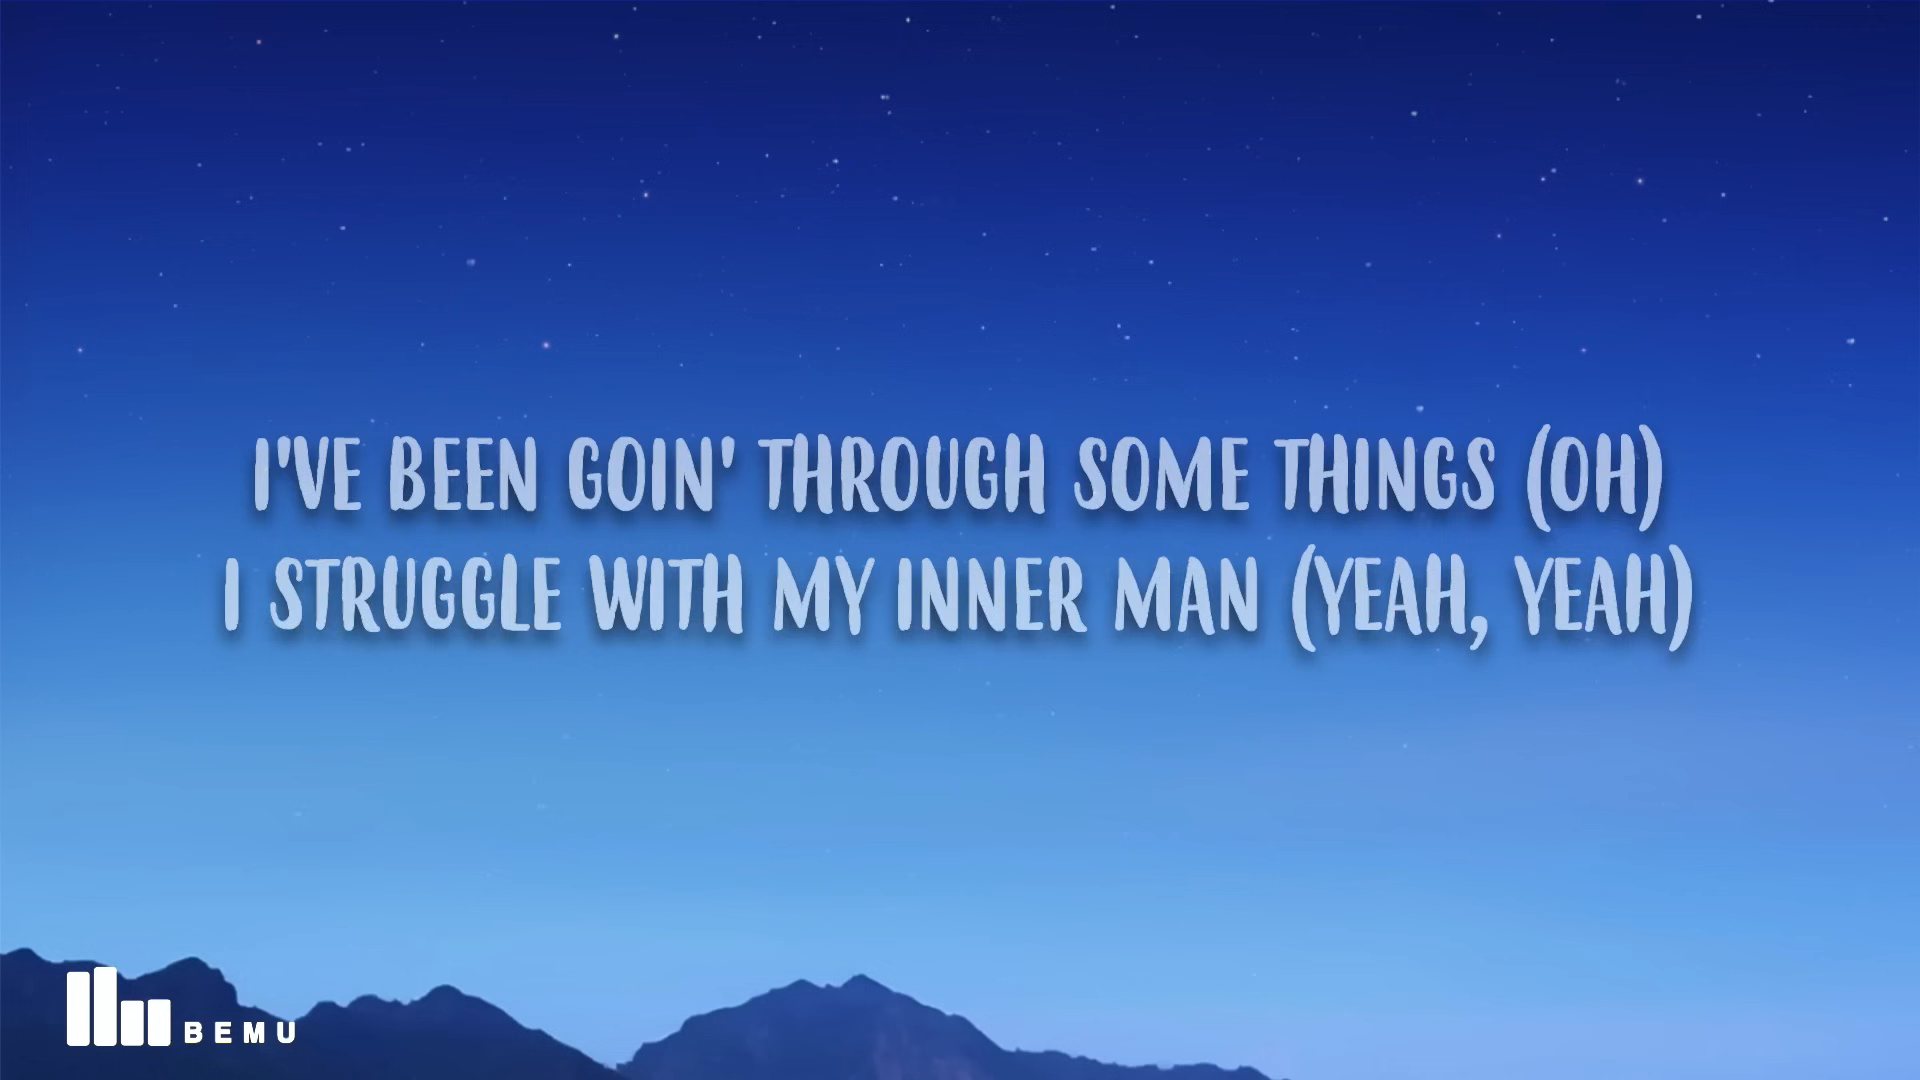 I'VE BEEN GOIN' THROUGH SOME THINGS (OH)
I STRUGGLE WITH MY INNER MAN (YEAH, YEAH)
BEMU